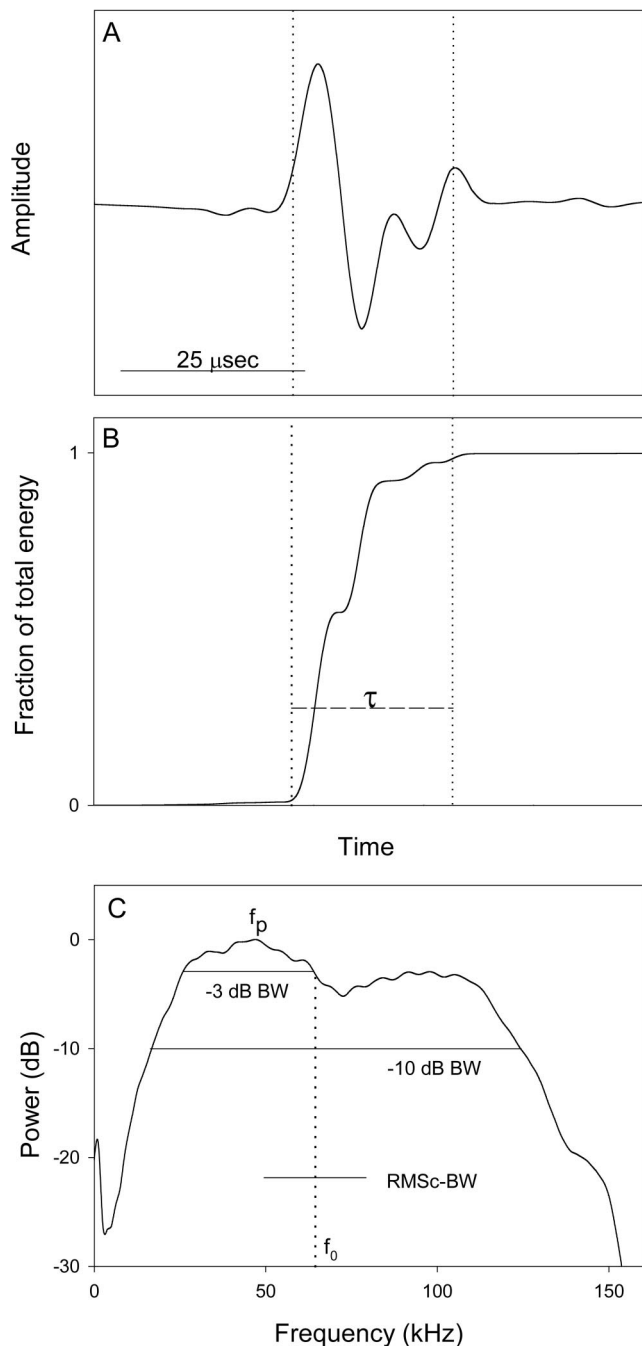 A
Amplitude
25 μsec
B
1
Fraction of total energy
τ
0
Time
C
fp
0
-3 dB BW
-10
-10 dB BW
Power (dB)
-20
RMSc-BW
f0
-30
0 50 100 150
Frequency (kHz)